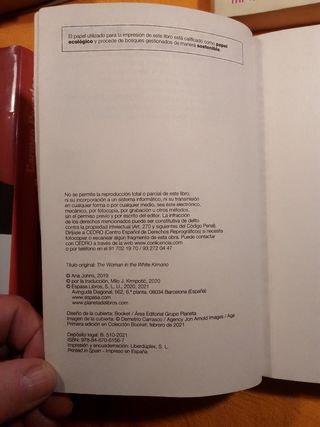 El papel utilizado para la impresión de este libro está calificado como papel
ecológico y procede de bosques gestionados de manera sostenible
No se permite la reproducción total o parcial de este libro,
ni su incorporación a un sistema informático, ni su transmisión
en cualquier forma o por cualquier medio, sea éste electrónico,
mecánico, por fotocopia, por grabación u otros métodos,
sin el permiso previo y por escrito del editor. La infracción
de los derechos mencionados puede ser constitutiva de delito
contra la propiedad intelectual (Art. 270 y siguientes del Código Penal).
Diríjase a CEDRO (Centro Español de Derechos Reprográficos) si necesita
fotocopiar o escanear algún fragmento de esta obra. Puede contactar
con CEDRO a través de la web www.conlicencia.com
o por teléfono en el 91 702 19 70 / 93 272 04 47
Título original: The Woman in the White Kimono
© Ana Johns, 2019
© por la traducción, Milo J. Krmpotić, 2020
© Espasa Libros, S. L. U., 2020, 2021
Avinguda Diagonal, 662, 6.ª planta. 08034 Barcelona (España)
www.espasa.com
www.planetadelibros.com
Diseño de la cubierta: Booket / Área Editorial Grupo Planeta
Imagen de la cubierta: © Demetrio Carrasco / Agency Jon Arnold Images / Age
Primera edición en Colección Booket: febrero de 2021
Depósito legal: B. 510-2021
ISBN: 978-84-670-6156-7
Impresión y encuadernación: Liberdúplex, S. L.
Printed in Spain - Impreso en España